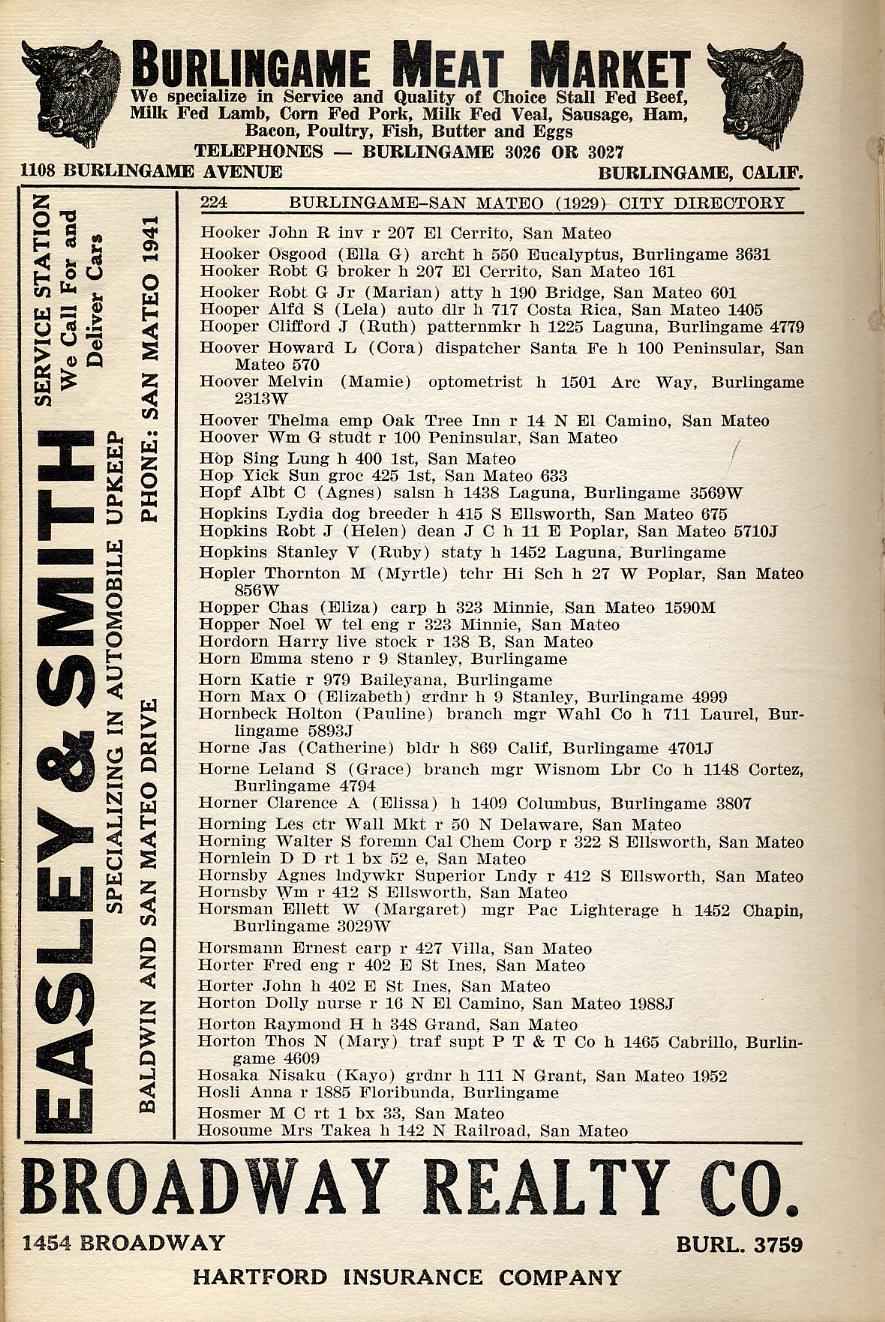 BURLINGAME MEAT MARKET
We specialize in Service and Quality of Choice Stall Fed Beef,
Milk Fed Lamb, Corn Fed Pork, Milk Fed Veal, Sausage, Ham,
Bacon, Poultry, Fish, Butter and Eggs
TELEPHONES — BURLINGAME 3026 OR 3027
1108 BURLINGAME AVENUE BURLINGAME, CALIF.
EASLEY & SMITH
SERVICE STATION
We Call For and
Deliver Cars
SPECIALIZING IN AUTOMOBILE UPKEEP
BALDWIN AND SAN MATEO DRIVE PHONE: SAN MATEO 1941
224 BURLINGAME–SAN MATEO (1929) CITY DIRECTORY
Hooker John R inv r 207 El Cerrito, San Mateo
Hooker Osgood (Ella G) archt h 550 Eucalyptus, Burlingame 3631
Hooker Robt G broker h 207 El Cerrito, San Mateo 161
Hooker Robt G Jr (Marian) atty h 190 Bridge, San Mateo 601
Hooper Alfd S (Lela) auto dlr h 717 Costa Rica, San Mateo 1405
Hooper Clifford J (Ruth) patternmkr h 1225 Laguna, Burlingame 4779
Hoover Howard L (Cora) dispatcher Santa Fe h 100 Peninsular, San
Mateo 570
Hoover Melvin (Mamie) optometrist h 1501 Arc Way, Burlingame
2313W
Hoover Thelma emp Oak Tree Inn r 14 N El Camino, San Mateo
Hoover Wm G studt r 100 Peninsular, San Mateo
Hop Sing Lung h 400 1st, San Mateo
Hop Yick Sun groc 425 1st, San Mateo 633
Hopf Albt C (Agnes) salsn h 1438 Laguna, Burlingame 3569W
Hopkins Lydia dog breeder h 415 S Ellsworth, San Mateo 675
Hopkins Robt J (Helen) dean J C h 11 E Poplar, San Mateo 5710J
Hopkins Stanley V (Ruby) staty h 1452 Laguna, Burlingame
Hopler Thornton M (Myrtle) tchr Hi Sch h 27 W Poplar, San Mateo
856W
Hopper Chas (Eliza) carp h 323 Minnie, San Mateo 1590M
Hopper Noel W tel eng r 323 Minnie, San Mateo
Hordorn Harry live stock r 138 B, San Mateo
Horn Emma steno r 9 Stanley, Burlingame
Horn Katie r 979 Baileyana, Burlingame
Horn Max O (Elizabeth) grdnr h 9 Stanley, Burlingame 4999
Hornbeck Holton (Pauline) branch mgr Wahl Co h 711 Laurel, Bur-
lingame 5893J
Horne Jas (Catherine) bldr h 869 Calif, Burlingame 4701J
Horne Leland S (Grace) branch mgr Wisnom Lbr Co h 1148 Cortez,
Burlingame 4794
Horner Clarence A (Elissa) h 1409 Columbus, Burlingame 3807
Horning Les ctr Wall Mkt r 50 N Delaware, San Mateo
Horning Walter S foremn Cal Chem Corp r 322 S Ellsworth, San Mateo
Hornlein D D rt 1 bx 52 e, San Mateo
Hornsby Agnes lndywkr Superior Lndy r 412 S Ellsworth, San Mateo
Hornsby Wm r 412 S Ellsworth, San Mateo
Horsman Ellett W (Margaret) mgr Pac Lighterage h 1452 Chapin,
Burlingame 3029W
Horsmann Ernest carp r 427 Villa, San Mateo
Horter Fred eng r 402 E St Ines, San Mateo
Horter John h 402 E St Ines, San Mateo
Horton Dolly nurse r 16 N El Camino, San Mateo 1988J
Horton Raymond H h 348 Grand, San Mateo
Horton Thos N (Mary) traf supt P T & T Co h 1465 Cabrillo, Burlin-
game 4609
Hosaka Nisaku (Kayo) grdnr h 111 N Grant, San Mateo 1952
Hosli Anna r 1885 Floribunda, Burlingame
Hosmer M C rt 1 bx 33, San Mateo
Hosoume Mrs Takea h 142 N Railroad, San Mateo
BROADWAY REALTY CO.
1454 BROADWAY BURL. 3759
HARTFORD INSURANCE COMPANY